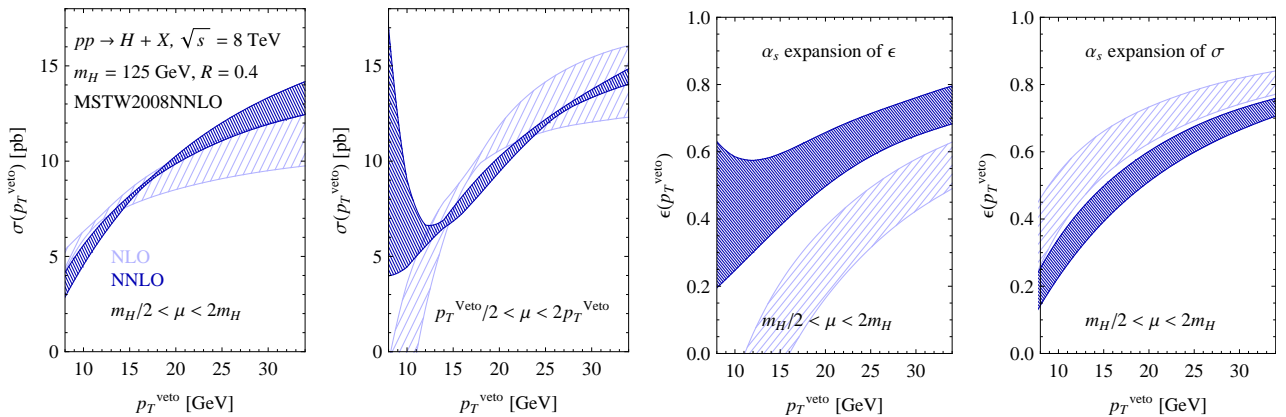 pp → H + X, √s = 8 TeV
m_H = 125 GeV, R = 0.4
MSTW2008NNLO
NLO
NNLO
m_H/2 < μ < 2m_H
σ(p_T^veto) [pb]
0
5
10
15
10
15
20
25
30
p_T^veto [GeV]
p_T^Veto/2 < μ < 2p_T^Veto
σ(p_T^veto) [pb]
0
5
10
15
10
15
20
25
30
p_T^veto [GeV]
α_s expansion of ϵ
m_H/2 < μ < 2m_H
ϵ(p_T^veto)
0.0
0.2
0.4
0.6
0.8
1.0
10
15
20
25
30
p_T^veto [GeV]
α_s expansion of σ
m_H/2 < μ < 2m_H
ϵ(p_T^veto)
0.0
0.2
0.4
0.6
0.8
1.0
10
15
20
25
30
p_T^veto [GeV]